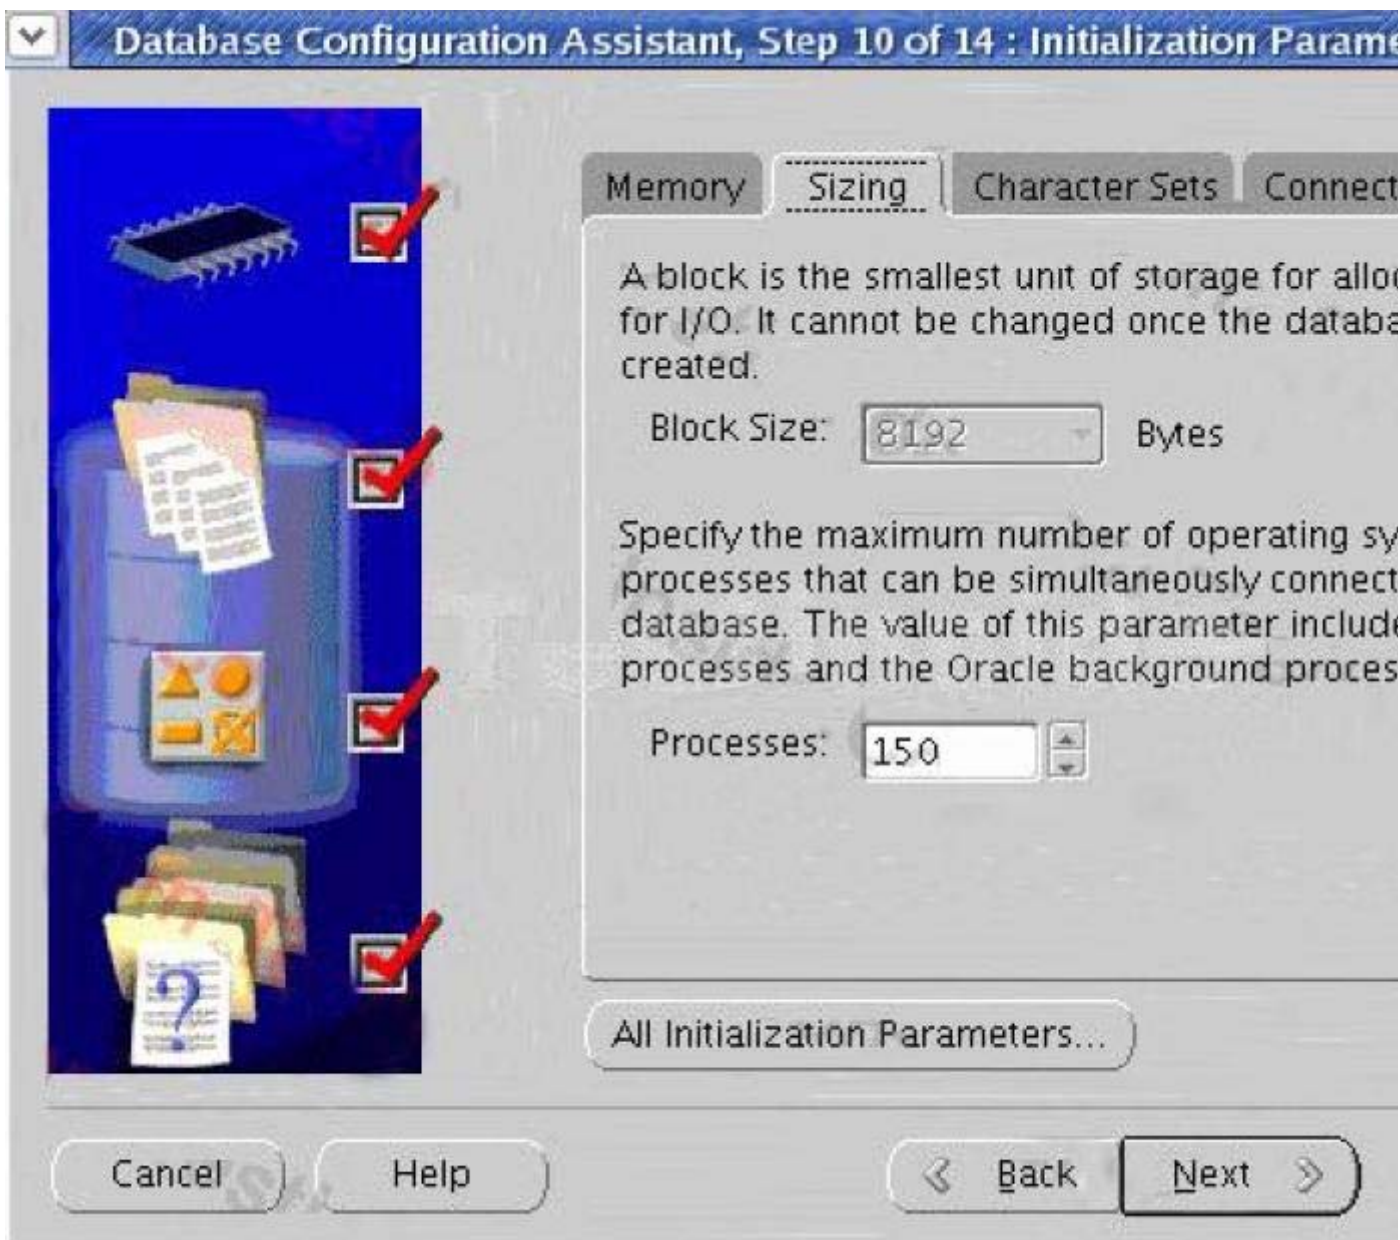 Database Configuration Assistant, Step 10 of 14 : Initialization Parame
Memory Sizing Character Sets Connect
A block is the smallest unit of storage for alloc
for I/O. It cannot be changed once the databa
created.
Block Size: 8192 Bytes
Specify the maximum number of operating sy
processes that can be simultaneously connect
database. The value of this parameter include
processes and the Oracle background proces
Processes: 150
?
All Initialization Parameters...
Cancel Help Back Next